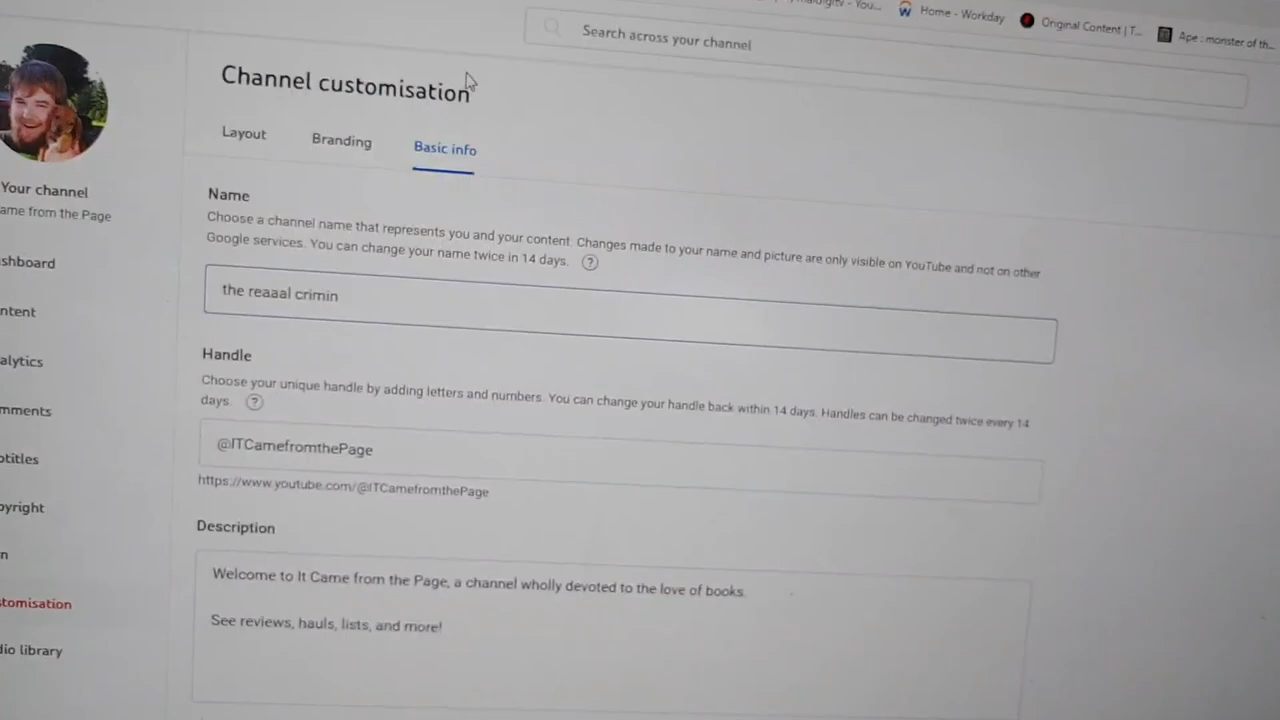 Home - Workday
Original Content | T...
Ape : monster of th...
Search across your channel
Channel customisation
Layout
Branding
Basic info
Your channel
ame from the Page
shboard
ntent
alytics
mments
otitles
pyright
n
tomisation
dio library
Name
Choose a channel name that represents you and your content. Changes made to your name and picture are only visible on YouTube and not on other
Google services. You can change your name twice in 14 days. ?
the reaaal crimin
Handle
Choose your unique handle by adding letters and numbers. You can change your handle back within 14 days. Handles can be changed twice every 14
days. ?
@ITCamefromthePage
https://www.youtube.com/@ITCamefromthePage
Description
Welcome to It Came from the Page, a channel wholly devoted to the love of books.
See reviews, hauls, lists, and more!